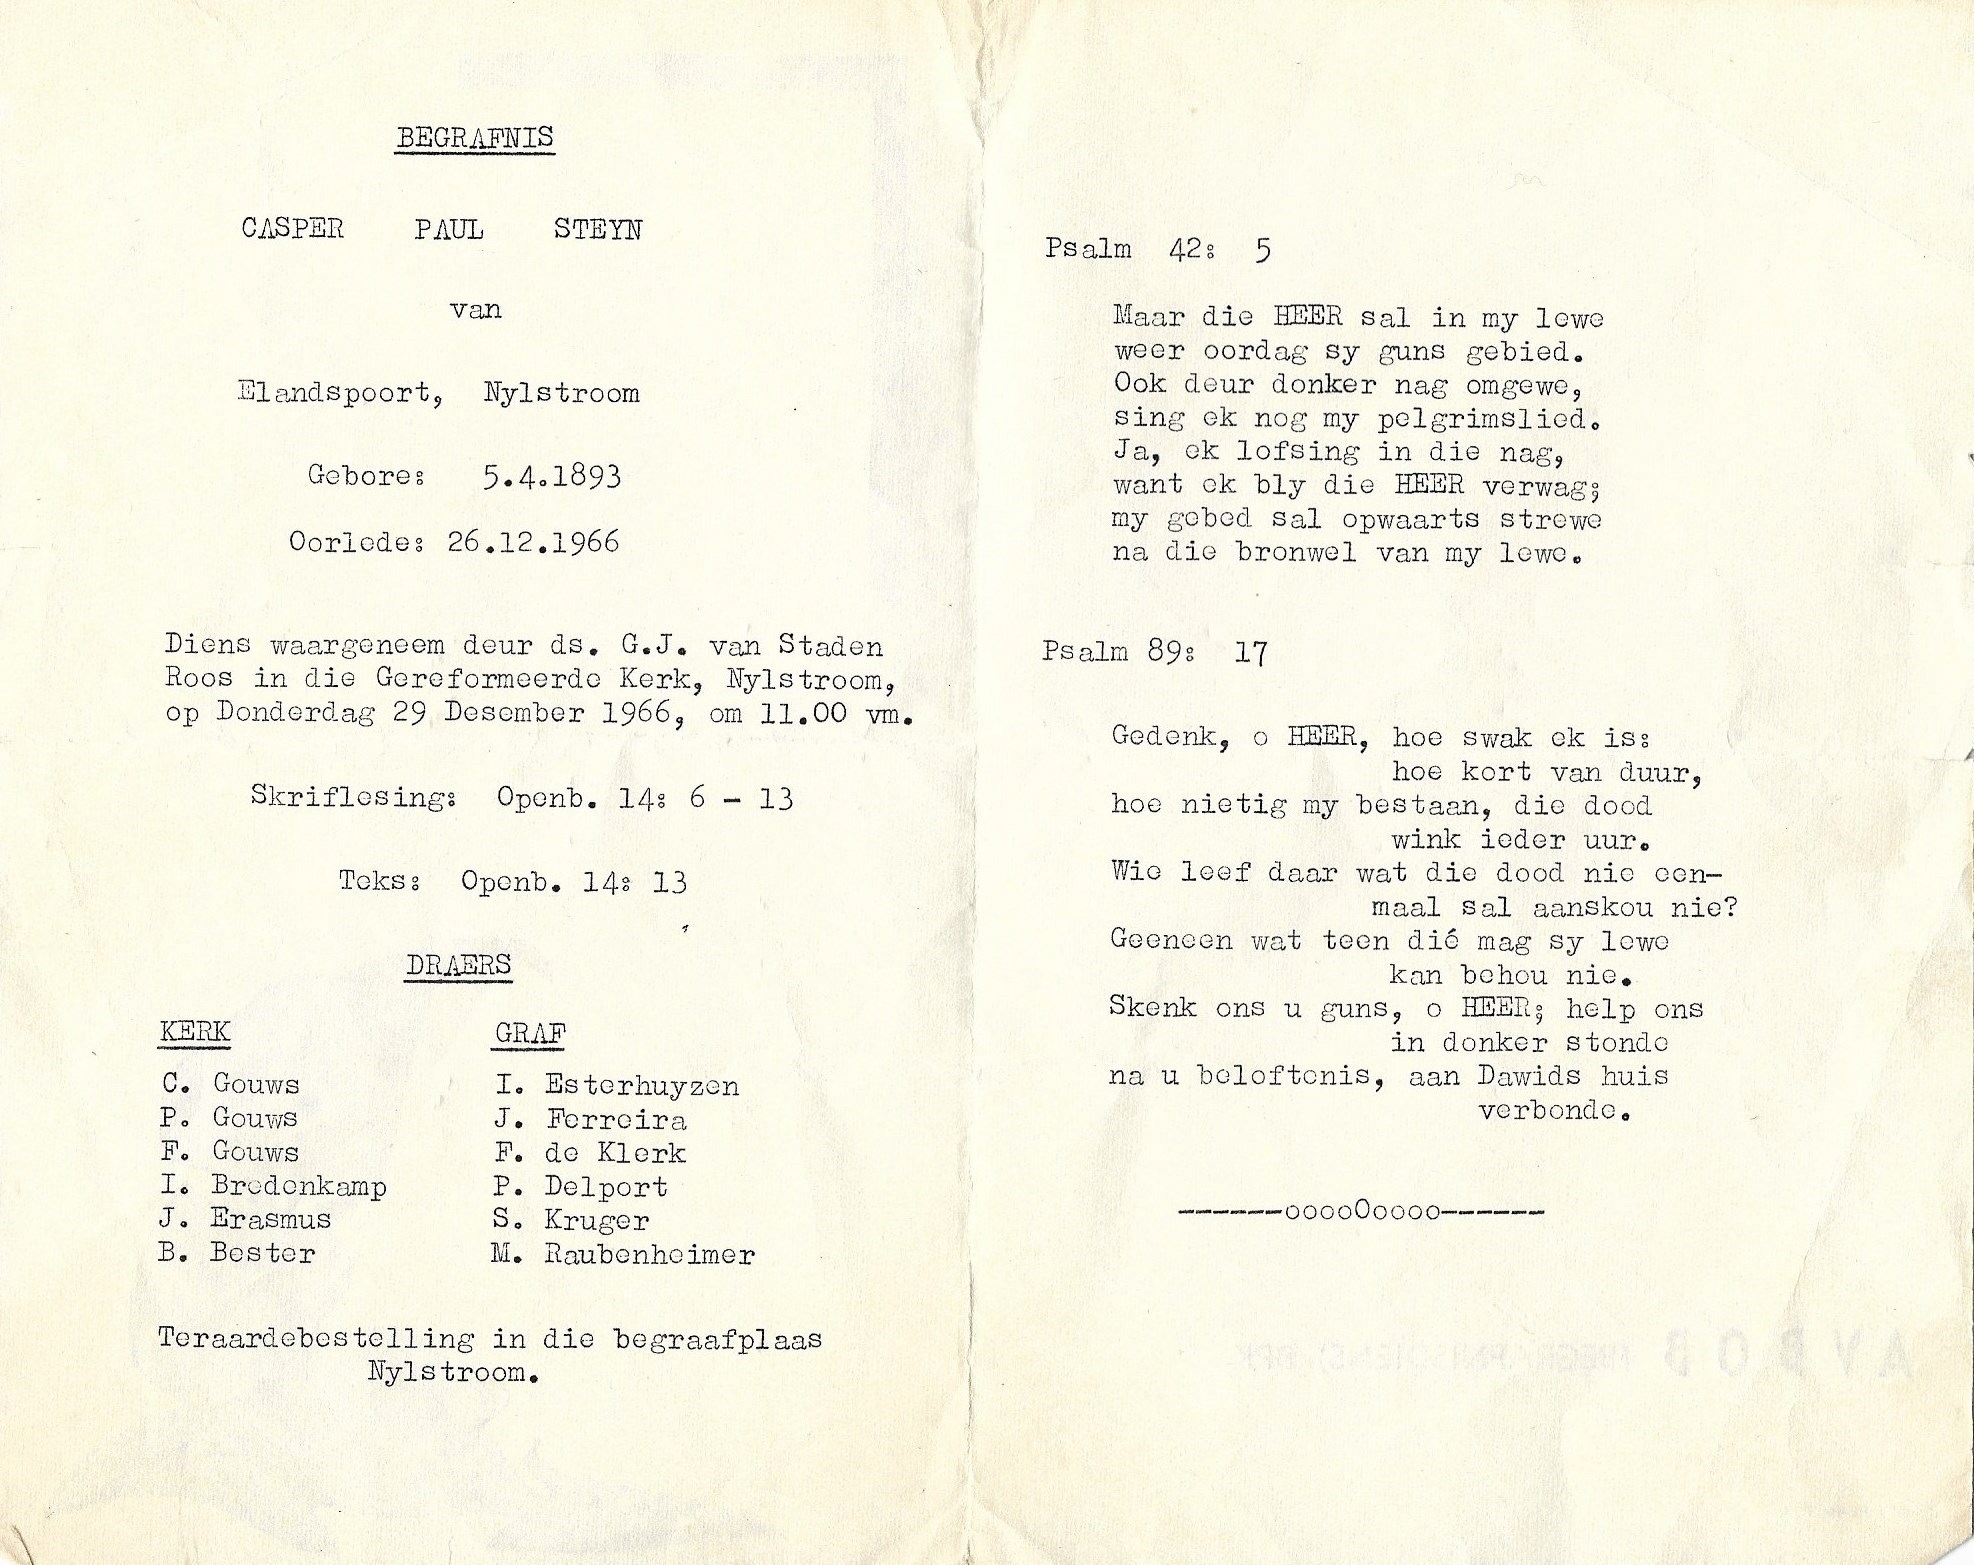 BEGRAFNIS
CASPER PAUL STEYN
van
Elandspoort, Nylstroom
Gebore: 5.4.1893
Oorlede: 26.12.1966
Diens waargeneem deur ds. G.J. van Staden
Roos in die Gereformeerde Kerk, Nylstroom,
op Donderdag 29 Desember 1966, om 11.00 vm.
Skriflesing: Openb. 14: 6 - 13
Teks: Openb. 14: 13
DRAERS
KERK GRAF
C. Gouws I. Esterhuyzen
P. Gouws J. Ferreira
F. Gouws F. de Klerk
I. Bredenkamp P. Delport
J. Erasmus S. Kruger
B. Bester M. Raubenheimer
Teraardebestelling in die begraafplaas
Nylstroom.
Psalm 42: 5
Maar die HEER sal in my lewe
weer oordag sy guns gebied.
Ook deur donker nag omgewe,
sing ek nog my pelgrimslied.
Ja, ek lofsing in die nag,
want ek bly die HEER verwag;
my gebed sal opwaarts strewe
na die bronwel van my lewe.
Psalm 89: 17
Gedenk, o HEER, hoe swak ek is:
hoe kort van duur,
hoe nietig my bestaan, die dood
wink ieder uur.
Wie leef daar wat die dood nie een-
maal sal aanskou nie?
Geeneen wat teen dié mag sy lewe
kan behou nie.
Skenk ons u guns, o HEER; help ons
in donker stonde
na u beloftenis, aan Dawids huis
verbonde.
------ooooOoooo------
AVBOB BEGRAFNISDIENS BPK